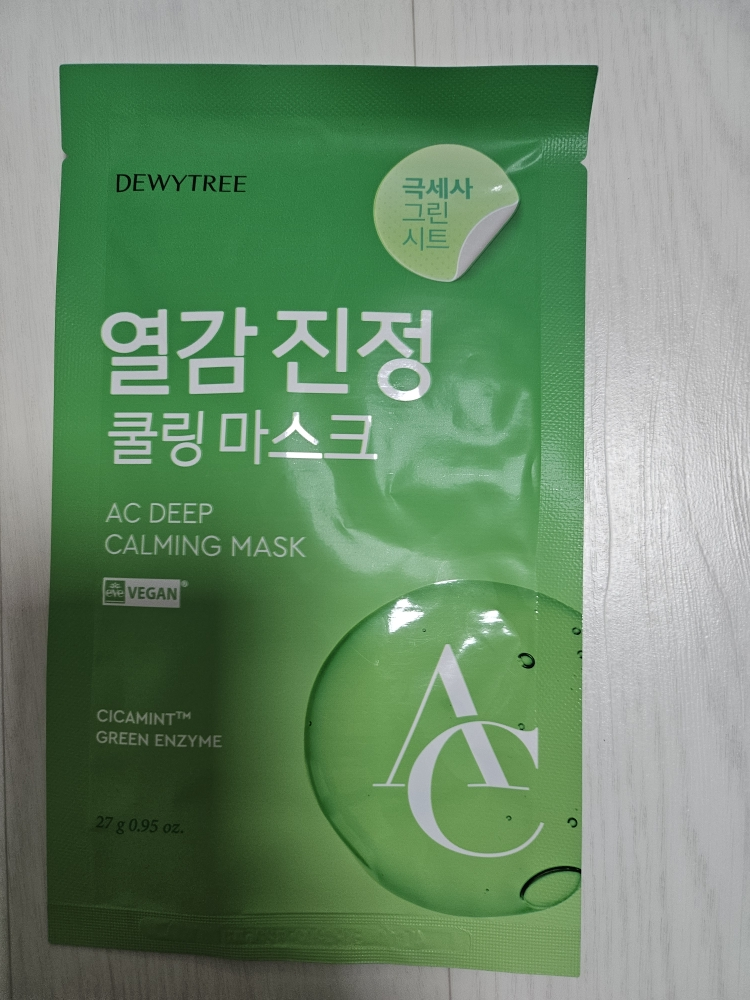 DEWYTREE
극세사
그린
시트
열감 진정
쿨링 마스크
AC DEEP
CALMING MASK
eve VEGAN®
CICAMINT™
GREEN ENZYME
27 g 0.95 oz.
AC